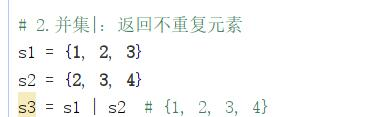 # 2.并集|: 返回不重复元素
s1 = {1, 2, 3}
s2 = {2, 3, 4}
s3 = s1 | s2  # {1, 2, 3, 4}